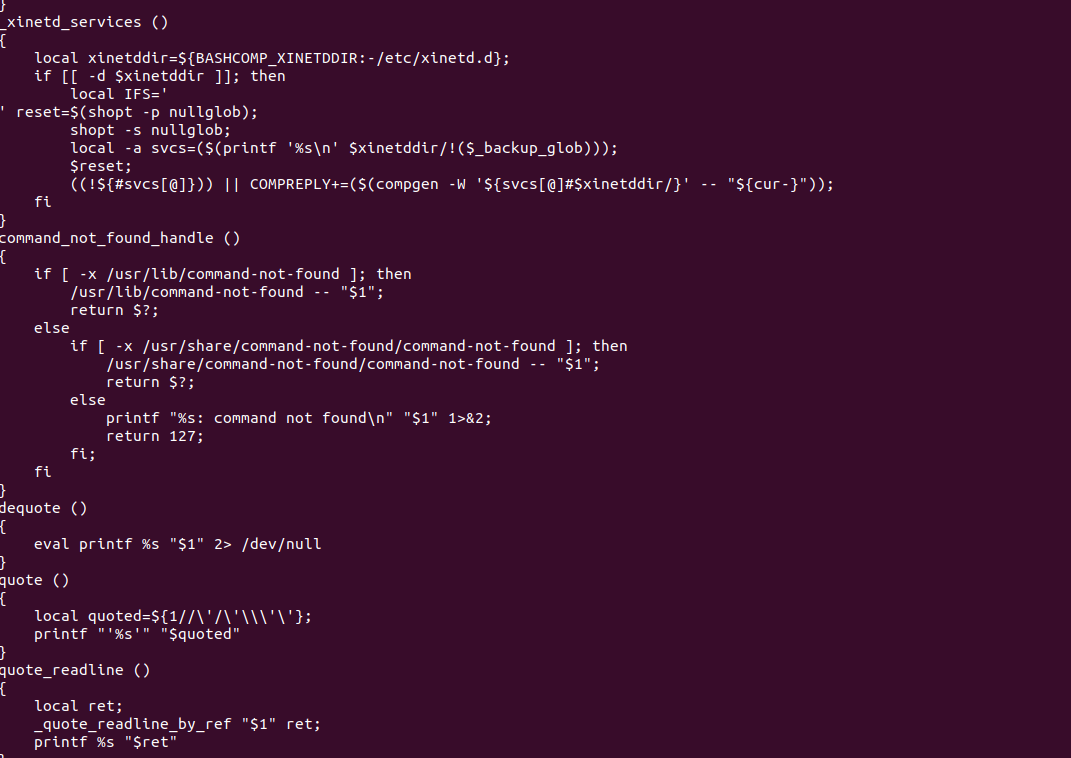 }
_xinetd_services ()
{
    local xinetddir=${BASHCOMP_XINETDDIR:-/etc/xinetd.d};
    if [[ -d $xinetddir ]]; then
        local IFS='
' reset=$(shopt -p nullglob);
        shopt -s nullglob;
        local -a svcs=($(printf '%s\n' $xinetddir/!($_backup_glob)));
        $reset;
        ((!${#svcs[@]})) || COMPREPLY+=($(compgen -W '${svcs[@]#$xinetddir/}' -- "${cur-}"));
    fi
}
command_not_found_handle ()
{
    if [ -x /usr/lib/command-not-found ]; then
        /usr/lib/command-not-found -- "$1";
        return $?;
    else
        if [ -x /usr/share/command-not-found/command-not-found ]; then
            /usr/share/command-not-found/command-not-found -- "$1";
            return $?;
        else
            printf "%s: command not found\n" "$1" 1>&2;
            return 127;
        fi;
    fi
}
dequote ()
{
    eval printf %s "$1" 2> /dev/null
}
quote ()
{
    local quoted=${1//\'/\'\\\'\'};
    printf "'%s'" "$quoted"
}
quote_readline ()
{
    local ret;
    _quote_readline_by_ref "$1" ret;
    printf %s "$ret"
}